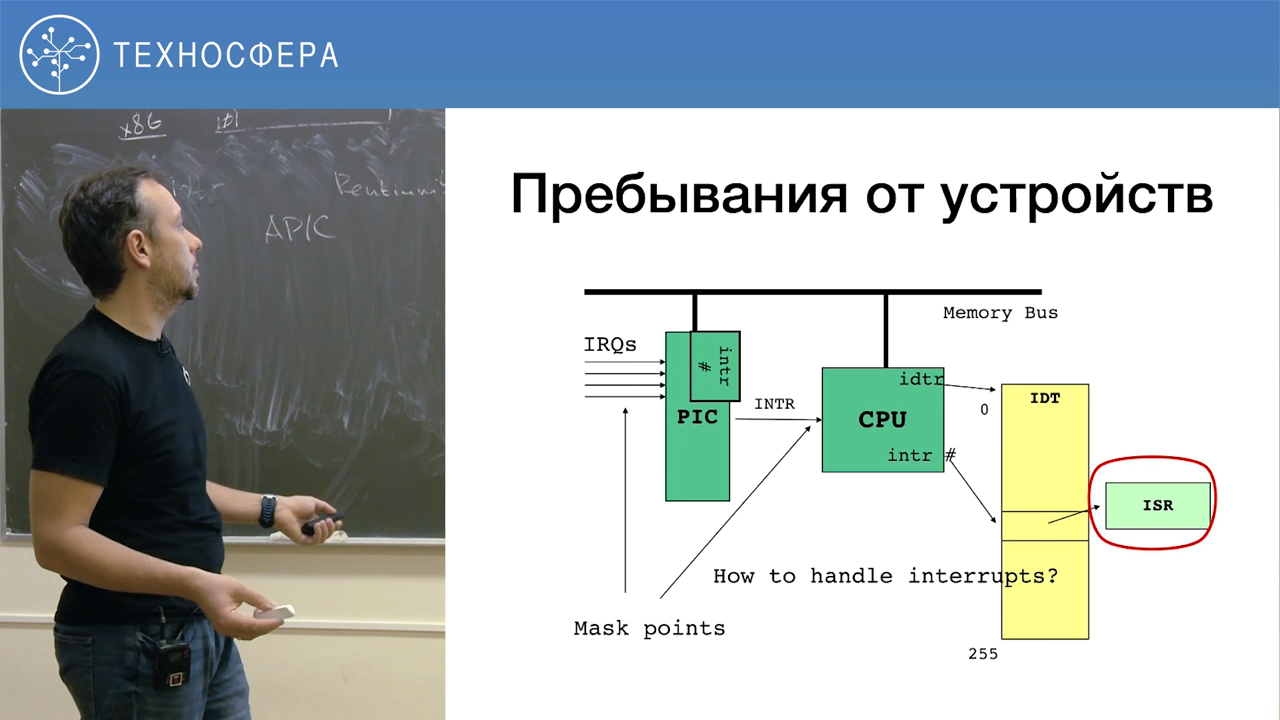 ТЕХНОСФЕРА
x86
APIC
Пребывания от устройств
Memory Bus
IRQs
intr
#
PIC
INTR
idtr
CPU
intr #
0
IDT
ISR
How to handle interrupts?
Mask points
255